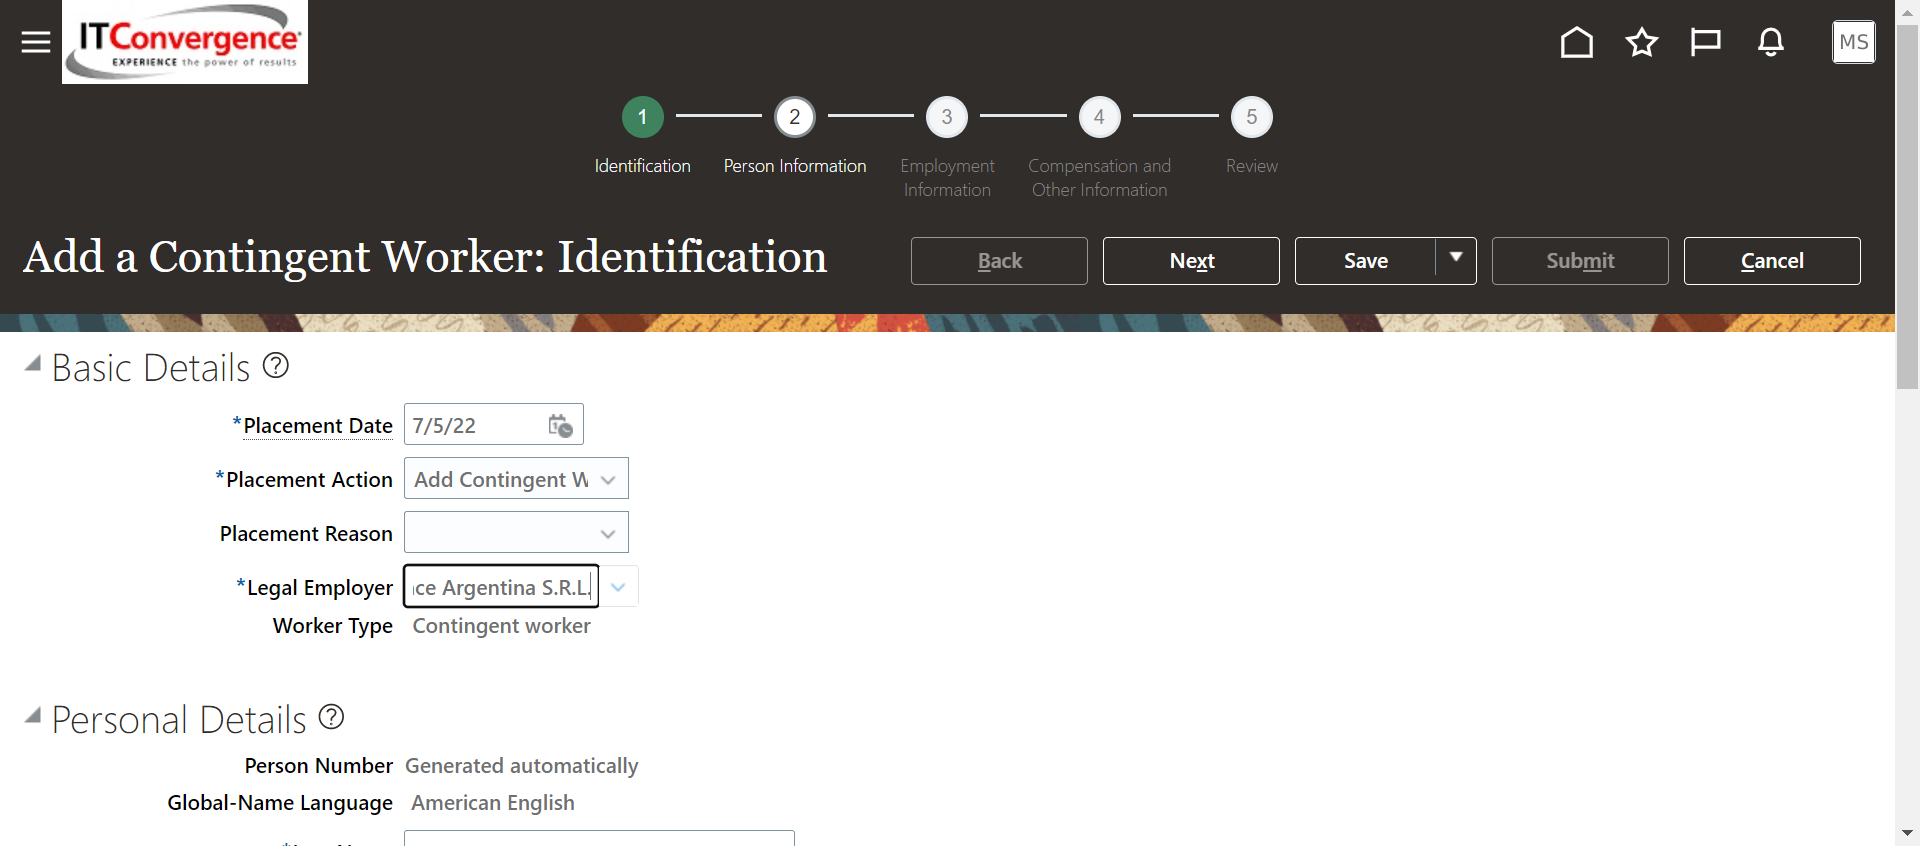 ITConvergence
EXPERIENCE the power of results
MS
1
2
3
4
5
Identification
Person Information
Employment
Information
Compensation and
Other Information
Review
Add a Contingent Worker: Identification
Back
Next
Save
Submit
Cancel
Basic Details ?
*Placement Date 7/5/22
*Placement Action Add Contingent W
Placement Reason
*Legal Employer ce Argentina S.R.L.
Worker Type Contingent worker
Personal Details ?
Person Number Generated automatically
Global-Name Language American English